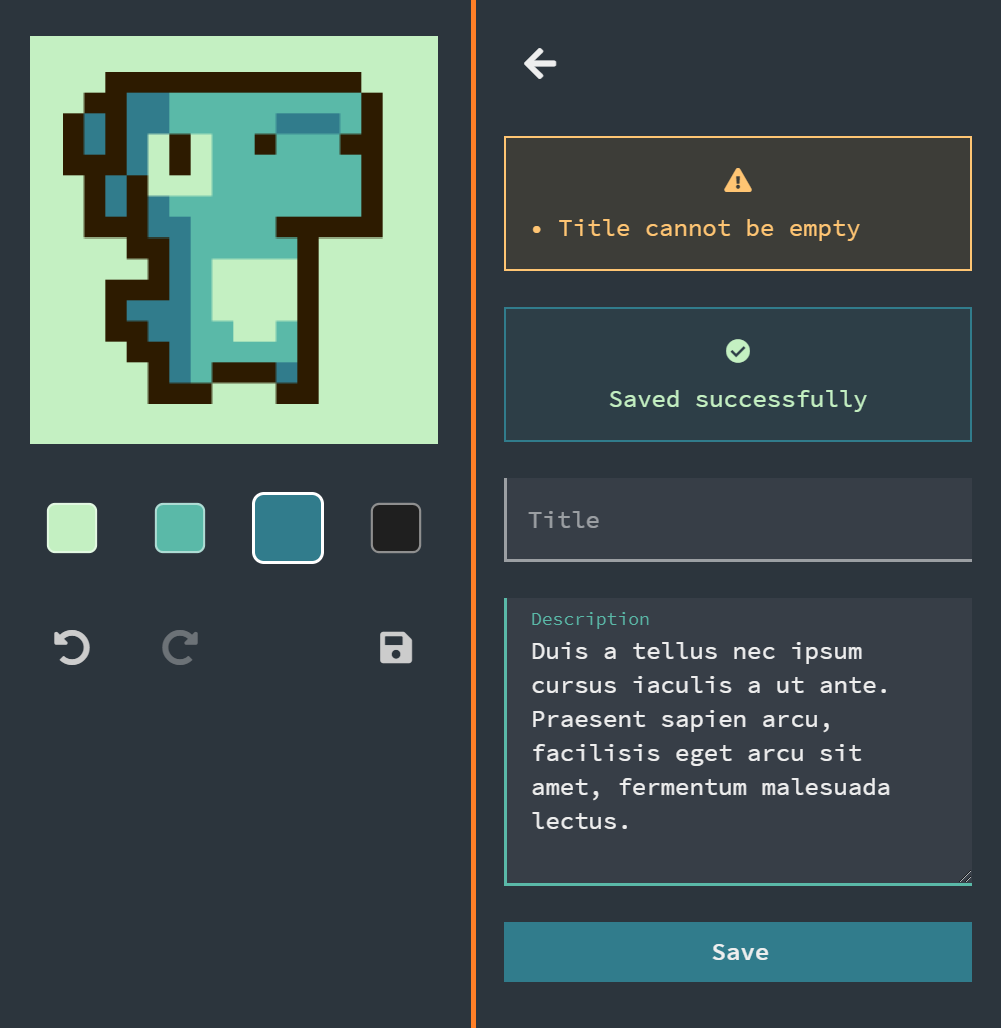 • Title cannot be empty
Saved successfully
Title
Description
Duis a tellus nec ipsum
cursus iaculis a ut ante.
Praesent sapien arcu,
facilisis eget arcu sit
amet, fermentum malesuada
lectus.
Save